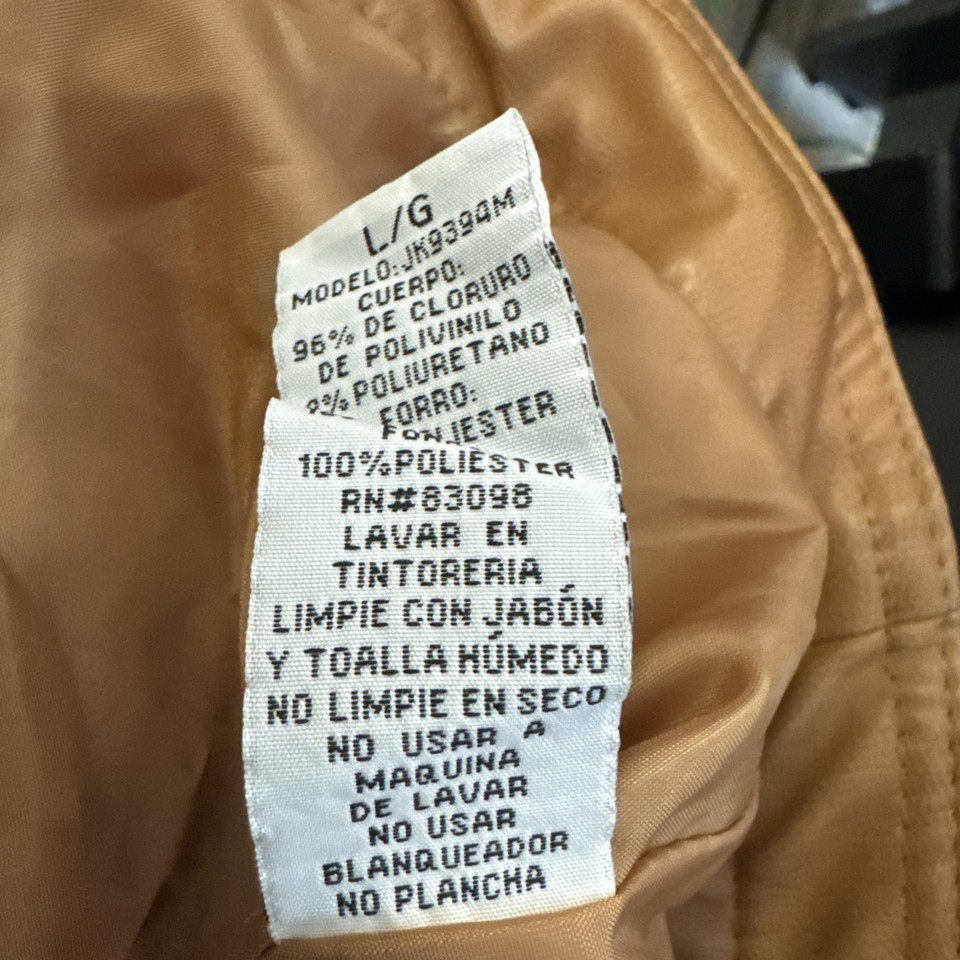 L/G
MODELO:JK9394M
CUERPO:
96% DE CLORURO
DE POLIVINILO
POLIURETANO
FORRO:
100%POLIÉSTER
RN#83098
LAVAR EN
TINTORERIA
LIMPIE CON JABÓN
Y TOALLA HÚMEDO
NO LIMPIE EN SECO
NO USAR A
MAQUINA
DE LAVAR
NO USAR
BLANQUEADOR
NO PLANCHA